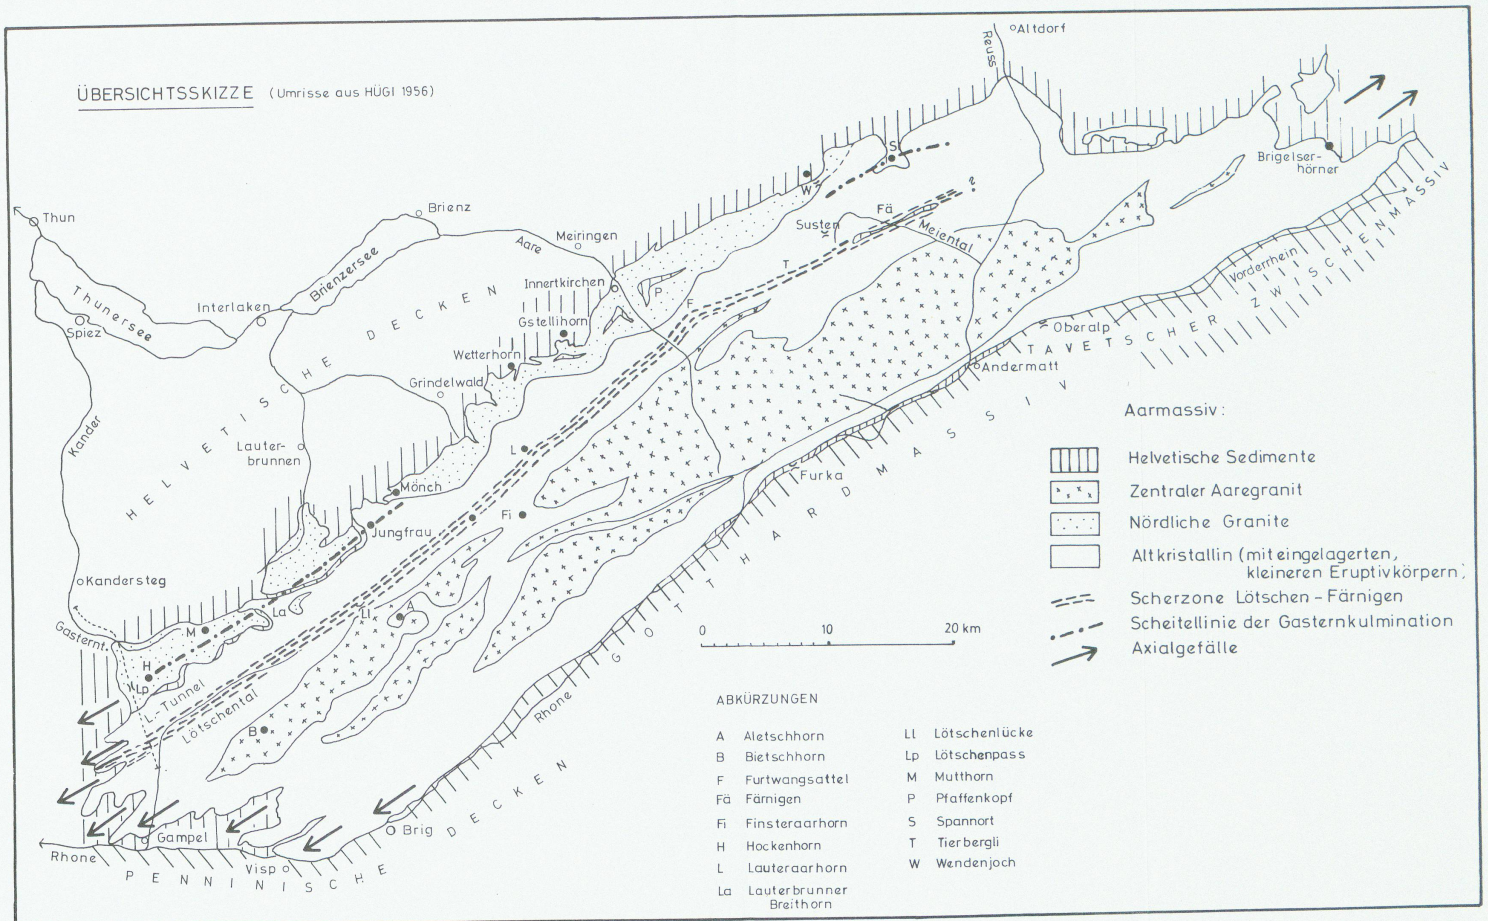 ÜBERSICHTSSKIZZE (Umrisse aus HÜGI 1956)
Altdorf
Reuss
Brigelser-
hörner
Thun
Brienz
Meiringen
Aare
Innertkirchen
Brienzersee
Thunersee
Interlaken
Spiez
Gstellihorn
Wetterhorn
Grindelwald
Kander
Lauter-
brunnen
HELVETISCHE DECKEN
W
S
Susten
Fä
Meiental
?
T
F
P
L
Fi
Mönch
Jungfrau
Kandersteg
Gasternt.
M
H
Lp
La
Ll
A
B
L.-Tunnel
Lötschental
Vorderrhein
Oberalp
TAVETSCHER ZWISCHENMASSIV
Andermatt
Furka
GOTTHARDMASSIV
Rhone
Brig
Gampel
Visp
Rhone
PENNINISCHE DECKEN
0 10 20 km
Aarmassiv:
Helvetische Sedimente
Zentraler Aaregranit
Nördliche Granite
Altkristallin (mit eingelagerten,
kleineren Eruptivkörpern)
Scherzone Lötschen-Färnigen
Scheitellinie der Gasternkulmination
Axialgefälle
ABKÜRZUNGEN
A Aletschhorn
B Bietschhorn
F Furtwangsattel
Fä Färnigen
Fi Finsteraarhorn
H Hockenhorn
L Lauteraarhorn
La Lauterbrunner
Breithorn
Ll Lötschenlücke
Lp Lötschenpass
M Mutthorn
P Pfaffenkopf
S Spannort
T Tierbergli
W Wendenjoch